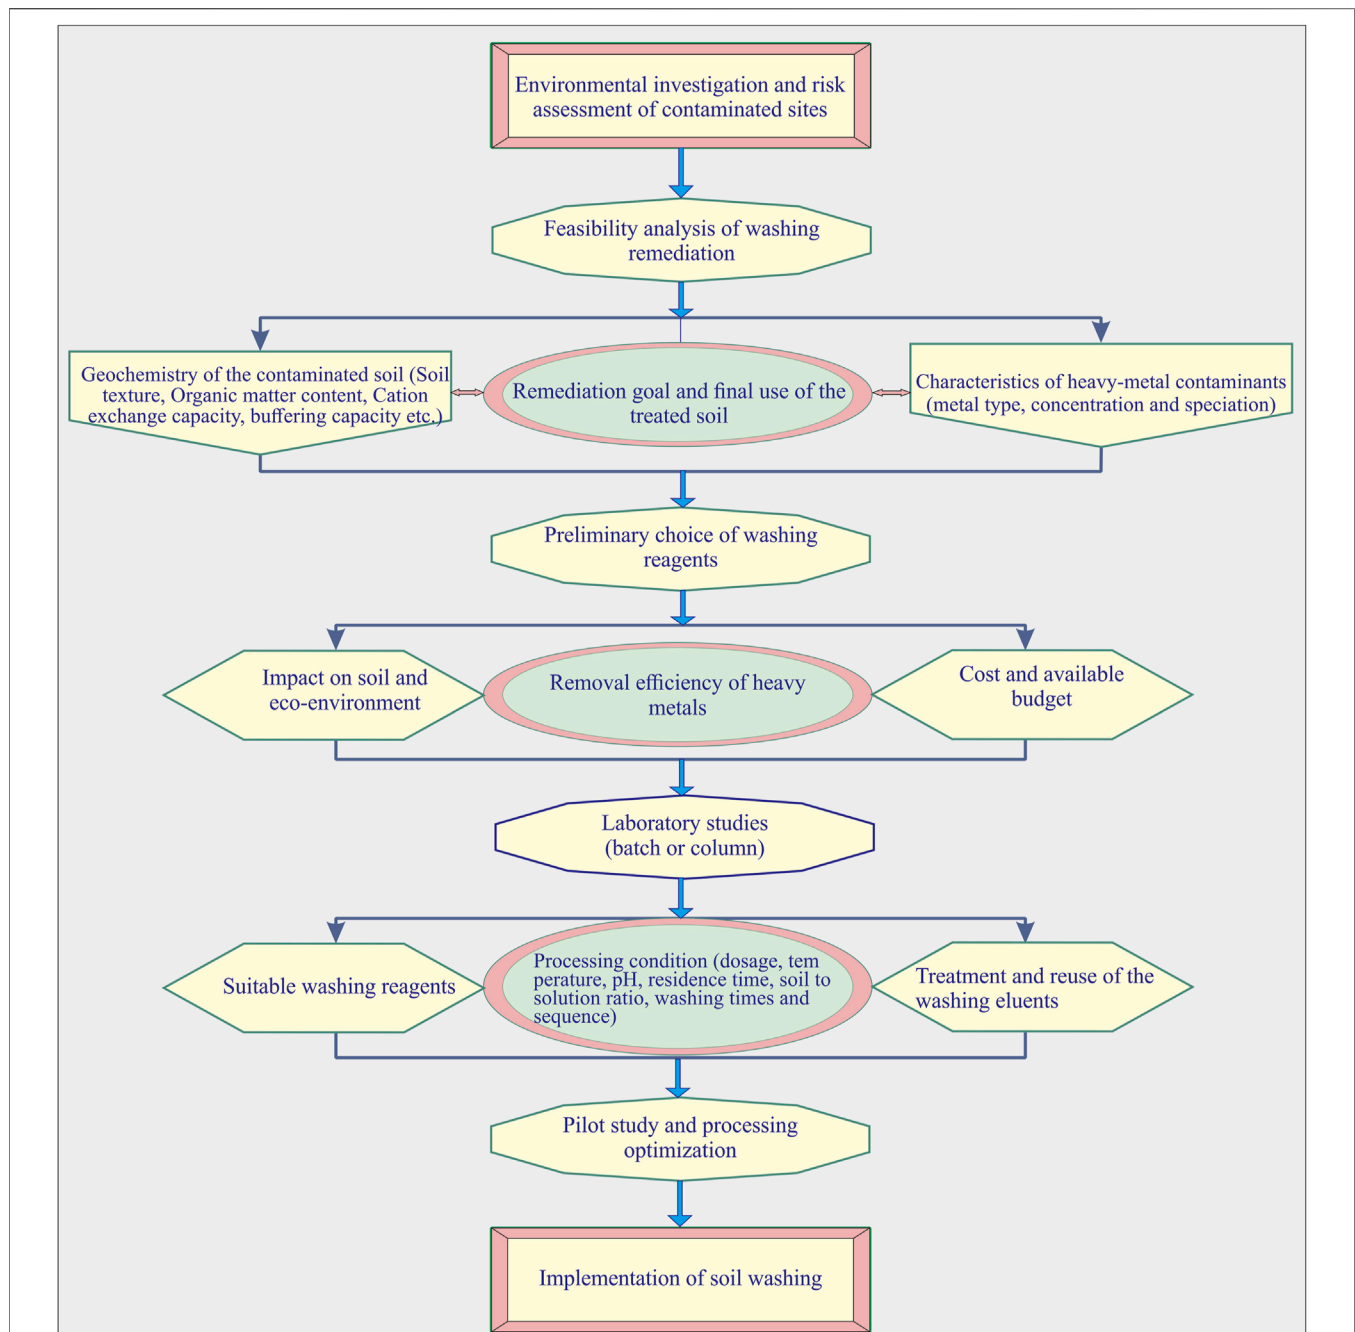 Environmental investigation and risk
assessment of contaminated sites
Feasibility analysis of washing
remediation
Geochemistry of the contaminated soil (Soil
texture, Organic matter content, Cation
exchange capacity, buffering capacity etc.)
Remediation goal and final use of the
treated soil
Characteristics of heavy-metal contaminants
(metal type, concentration and speciation)
Preliminary choice of washing
reagents
Impact on soil and
eco-environment
Removal efficiency of heavy
metals
Cost and available
budget
Laboratory studies
(batch or column)
Suitable washing reagents
Processing condition (dosage, tem
perature, pH, residence time, soil to
solution ratio, washing times and
sequence)
Treatment and reuse of the
washing eluents
Pilot study and processing
optimization
Implementation of soil washing